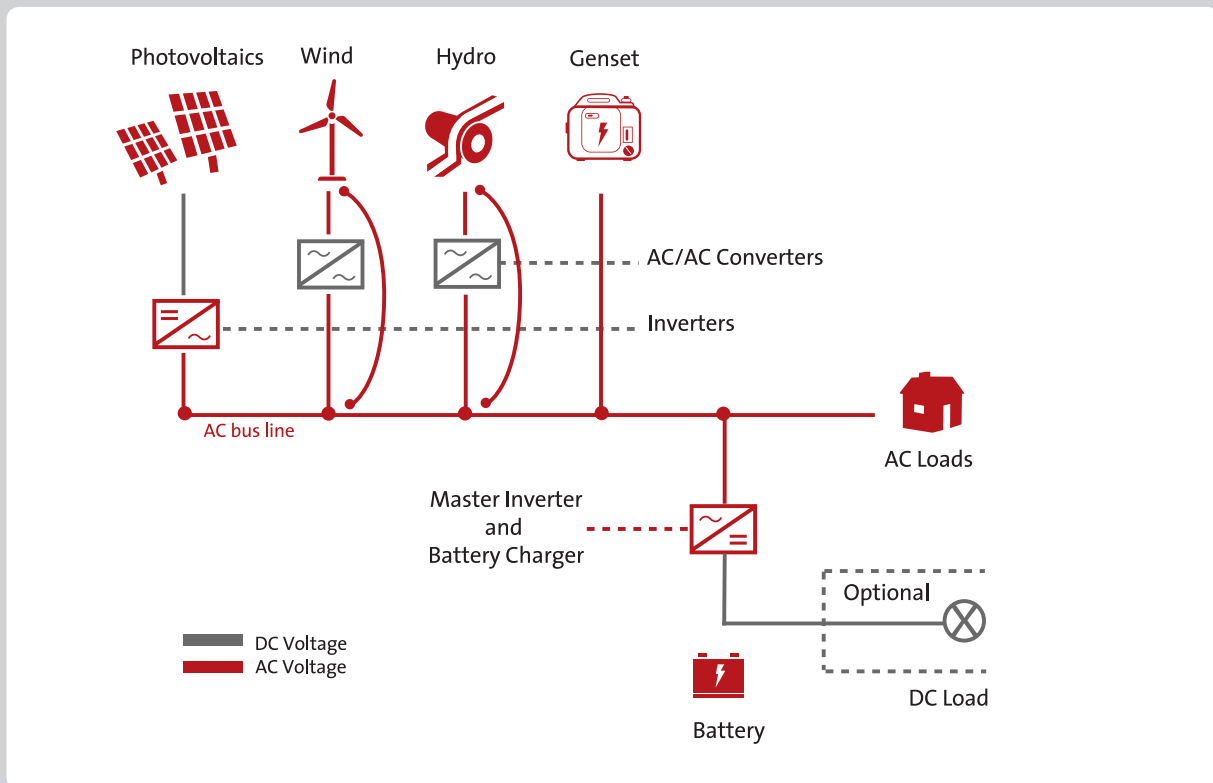 Photovoltaics
Wind
Hydro
Genset
AC/AC Converters
Inverters
AC bus line
AC Loads
Master Inverter
and
Battery Charger
Optional
DC Voltage
AC Voltage
DC Load
Battery